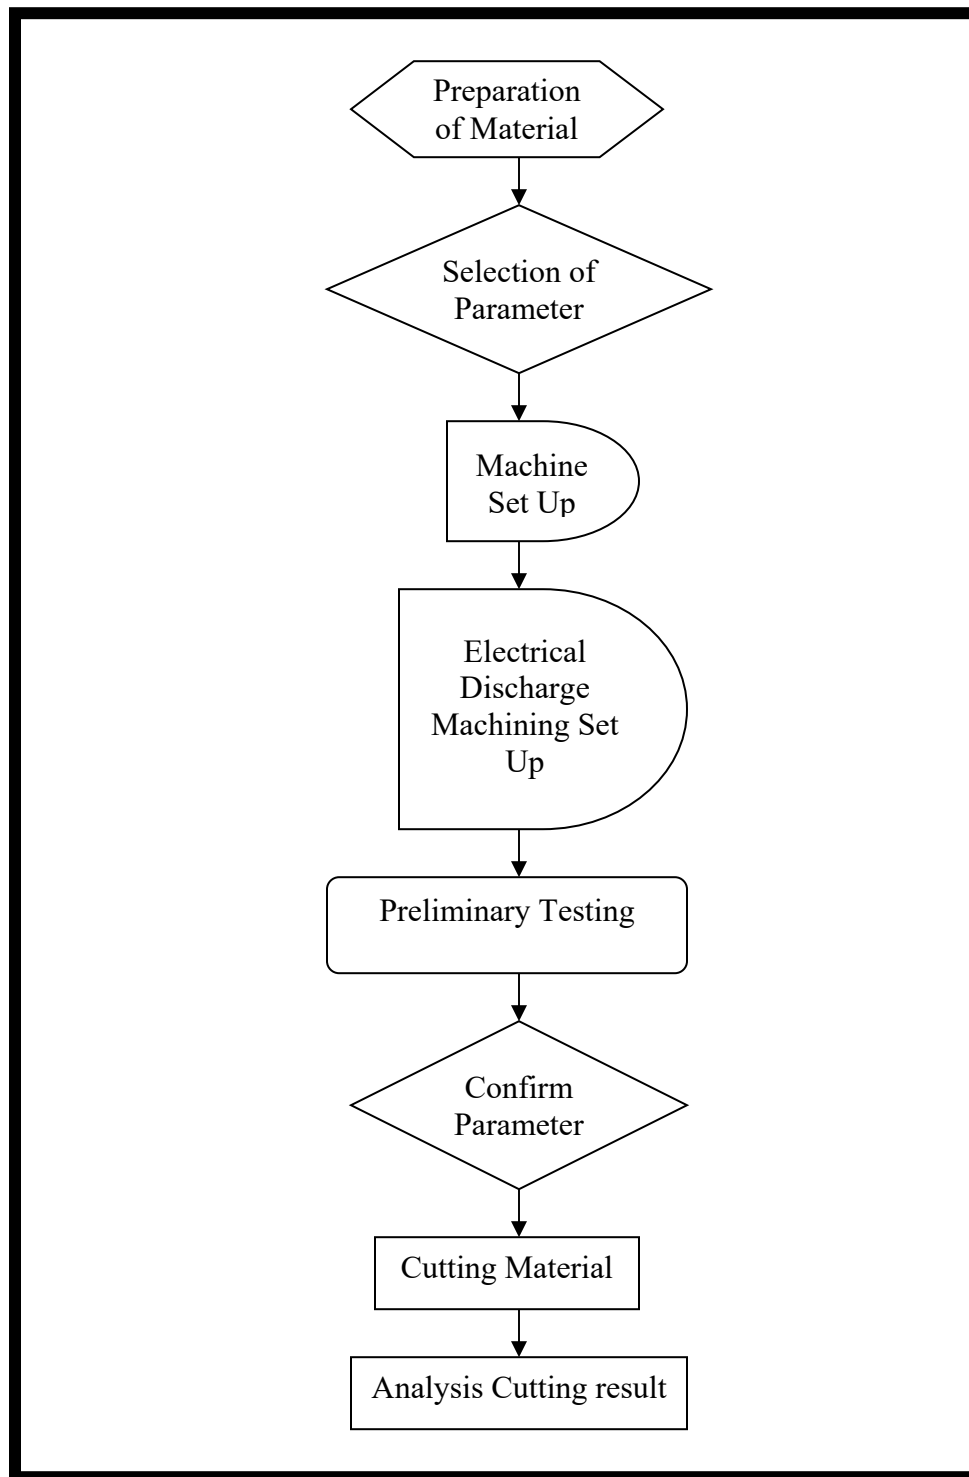 Preparation
of Material
Selection of
Parameter
Machine
Set Up
Electrical
Discharge
Machining Set
Up
Preliminary Testing
Confirm
Parameter
Cutting Material
Analysis Cutting result